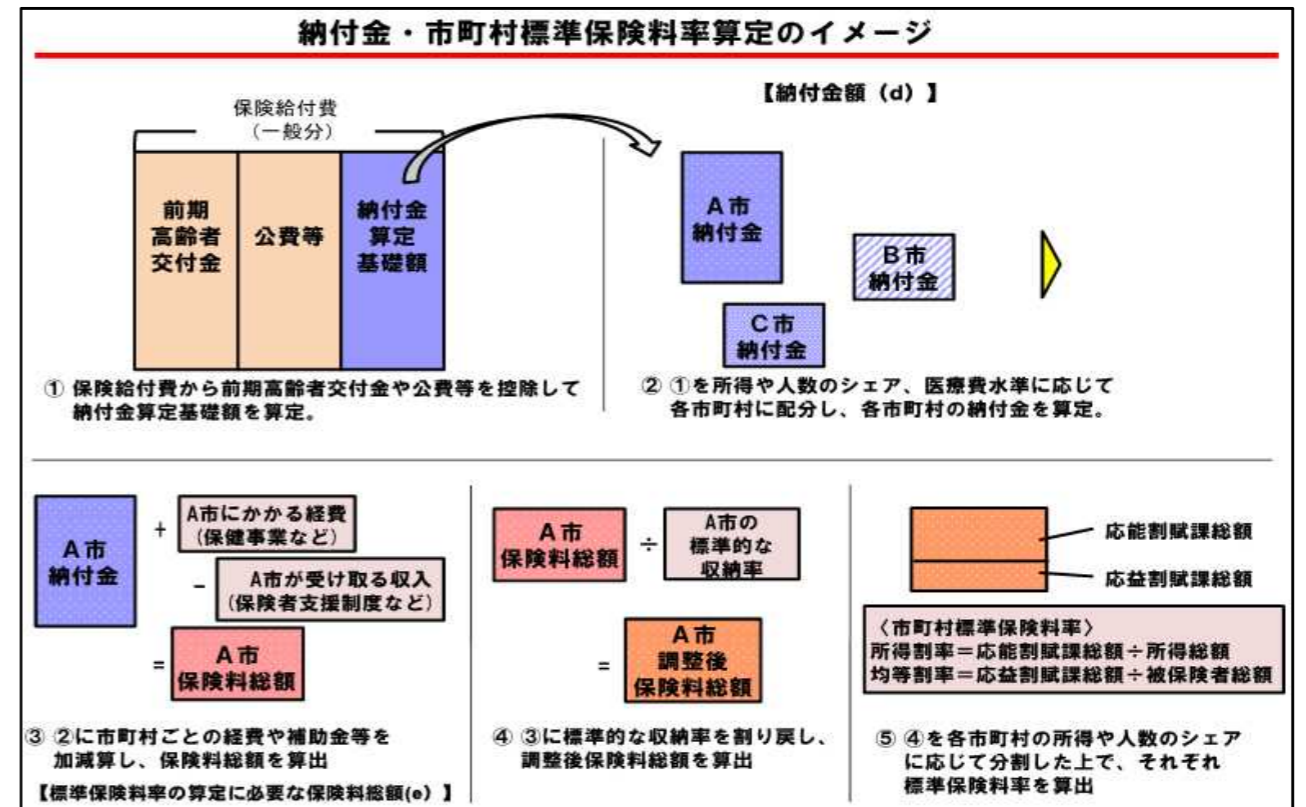 納付金・市町村標準保険料率算定のイメージ
保険給付費
（一般分）
前期
高齢者
交付金
公費等
納付金
算定
基礎額
① 保険給付費から前期高齢者交付金や公費等を控除して
納付金算定基礎額を算定。
【納付金額（d）】
A市
納付金
B市
納付金
C市
納付金
② ①を所得や人数のシェア、医療費水準に応じて
各市町村に配分し、各市町村の納付金を算定。
A市
納付金
+
A市にかかる経費
(保健事業など)
-
A市が受け取る収入
(保険者支援制度など)
=
A市
保険料総額
③ ②に市町村ごとの経費や補助金等を
加減算し、保険料総額を算出
【標準保険料率の算定に必要な保険料総額(e）】
A市
保険料総額
÷
A市の
標準的な
収納率
=
A市
調整後
保険料総額
④ ③に標準的な収納率を割り戻し、
調整後保険料総額を算出
応能割賦課総額
応益割賦課総額
〈市町村標準保険料率〉
所得割率＝応能割賦課総額÷所得総額
均等割率＝応益割賦課総額÷被保険者総額
⑤ ④を各市町村の所得や人数のシェア
に応じて分割した上で、それぞれ
標準保険料率を算出